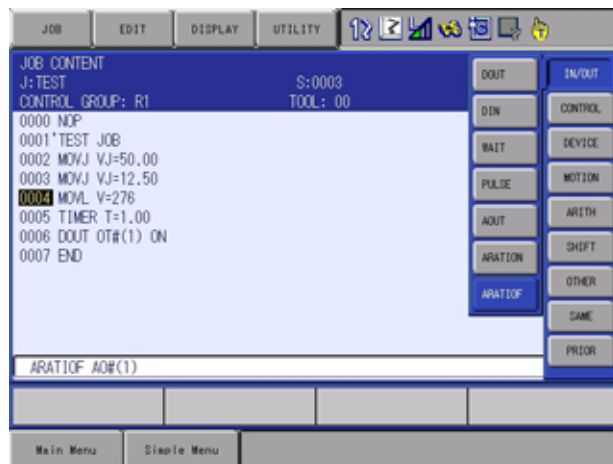 JOB EDIT DISPLAY UTILITY
JOB CONTENT
J:TEST S:0003
CONTROL GROUP: R1 TOOL: 00
0000 NOP
0001'TEST JOB
0002 MOVJ VJ=50.00
0003 MOVJ VJ=12.50
0004 MOVL V=276
0005 TIMER T=1.00
0006 DOUT OT#(1) ON
0007 END
DOUT
DIN
WAIT
PULSE
AOUT
ARATION
ARATIOF
IN/OUT
CONTROL
DEVICE
MOTION
ARITH
SHIFT
OTHER
SAME
PRIOR
ARATIOF AO#(1)
Main Menu Simple Menu